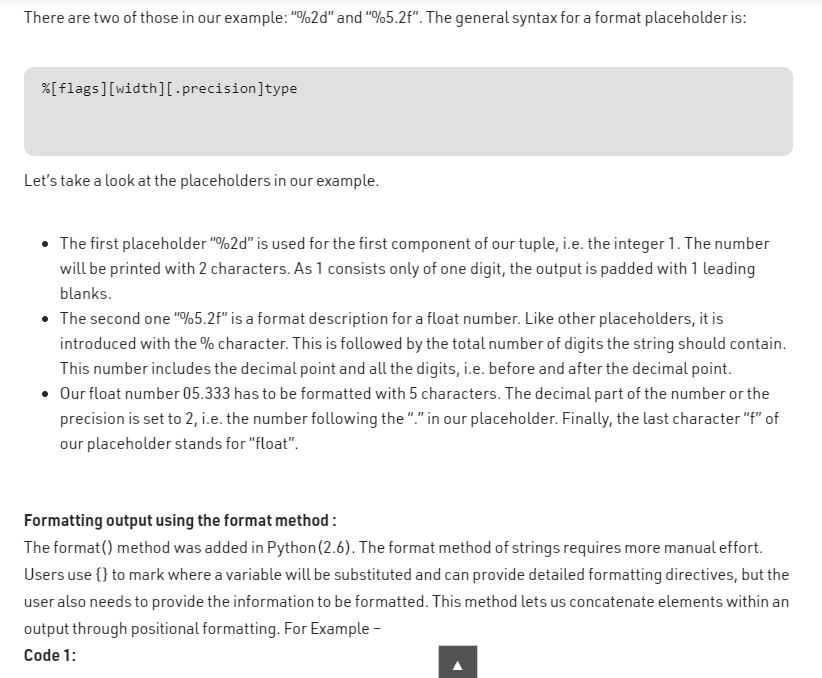 There are two of those in our example: “%2d” and “%5.2f”. The general syntax for a format placeholder is:
%[flags][width][.precision]type
Let’s take a look at the placeholders in our example.
• The first placeholder “%2d” is used for the first component of our tuple, i.e. the integer 1. The number
will be printed with 2 characters. As 1 consists only of one digit, the output is padded with 1 leading
blanks.
• The second one “%5.2f” is a format description for a float number. Like other placeholders, it is
introduced with the % character. This is followed by the total number of digits the string should contain.
This number includes the decimal point and all the digits, i.e. before and after the decimal point.
• Our float number 05.333 has to be formatted with 5 characters. The decimal part of the number or the
precision is set to 2, i.e. the number following the “.” in our placeholder. Finally, the last character “f” of
our placeholder stands for “float”.
Formatting output using the format method :
The format() method was added in Python(2.6). The format method of strings requires more manual effort.
Users use {} to mark where a variable will be substituted and can provide detailed formatting directives, but the
user also needs to provide the information to be formatted. This method lets us concatenate elements within an
output through positional formatting. For Example –
Code 1: